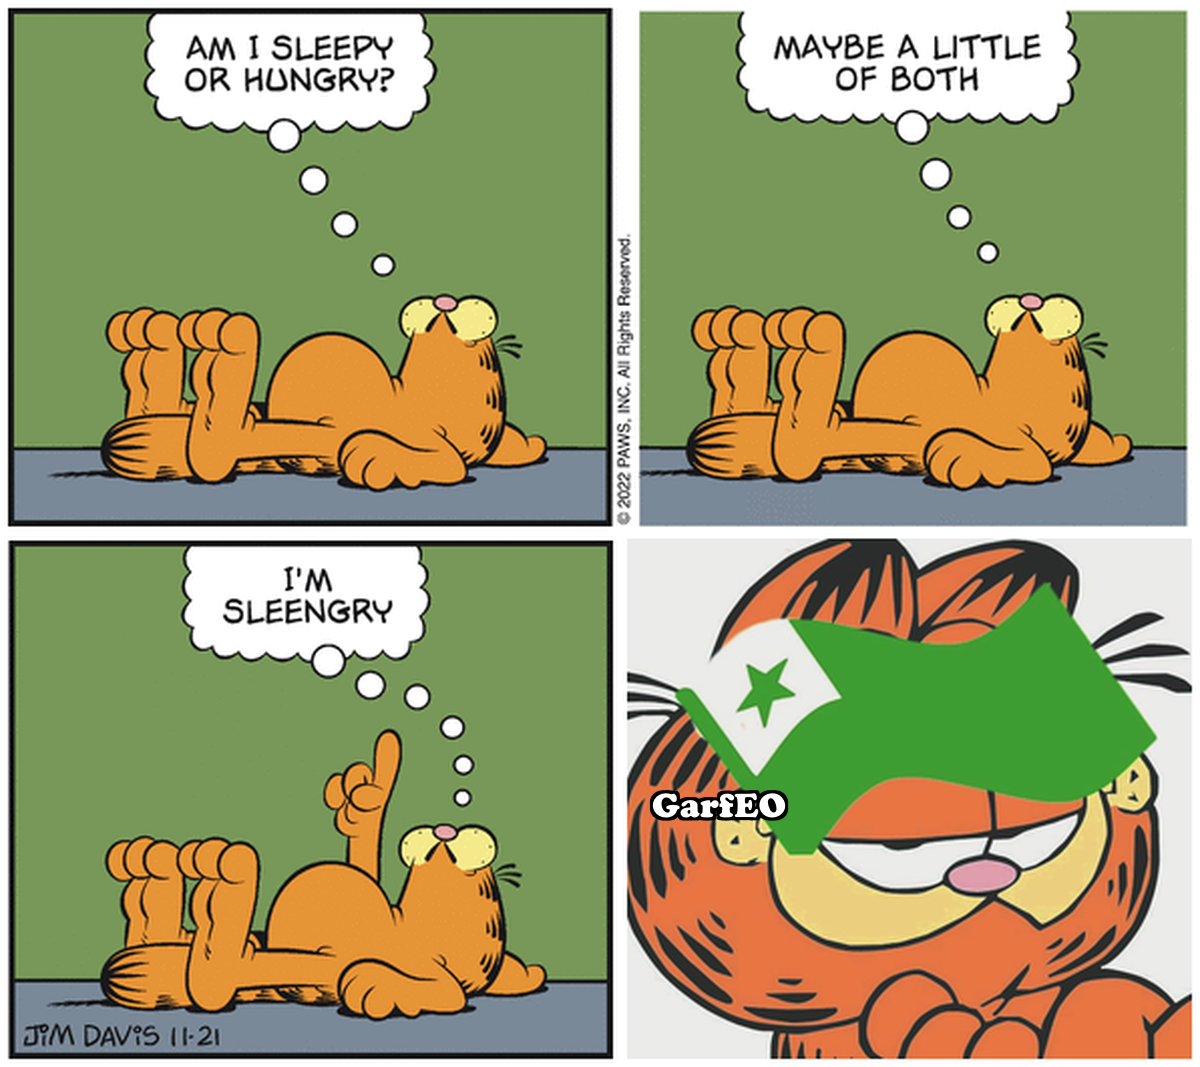 AM I SLEEPY
OR HUNGRY?
MAYBE A LITTLE
OF BOTH
© 2022 PAWS, INC. All Rights Reserved.
I'M
SLEENGRY
JiM DAViS 11·21
GarfEO